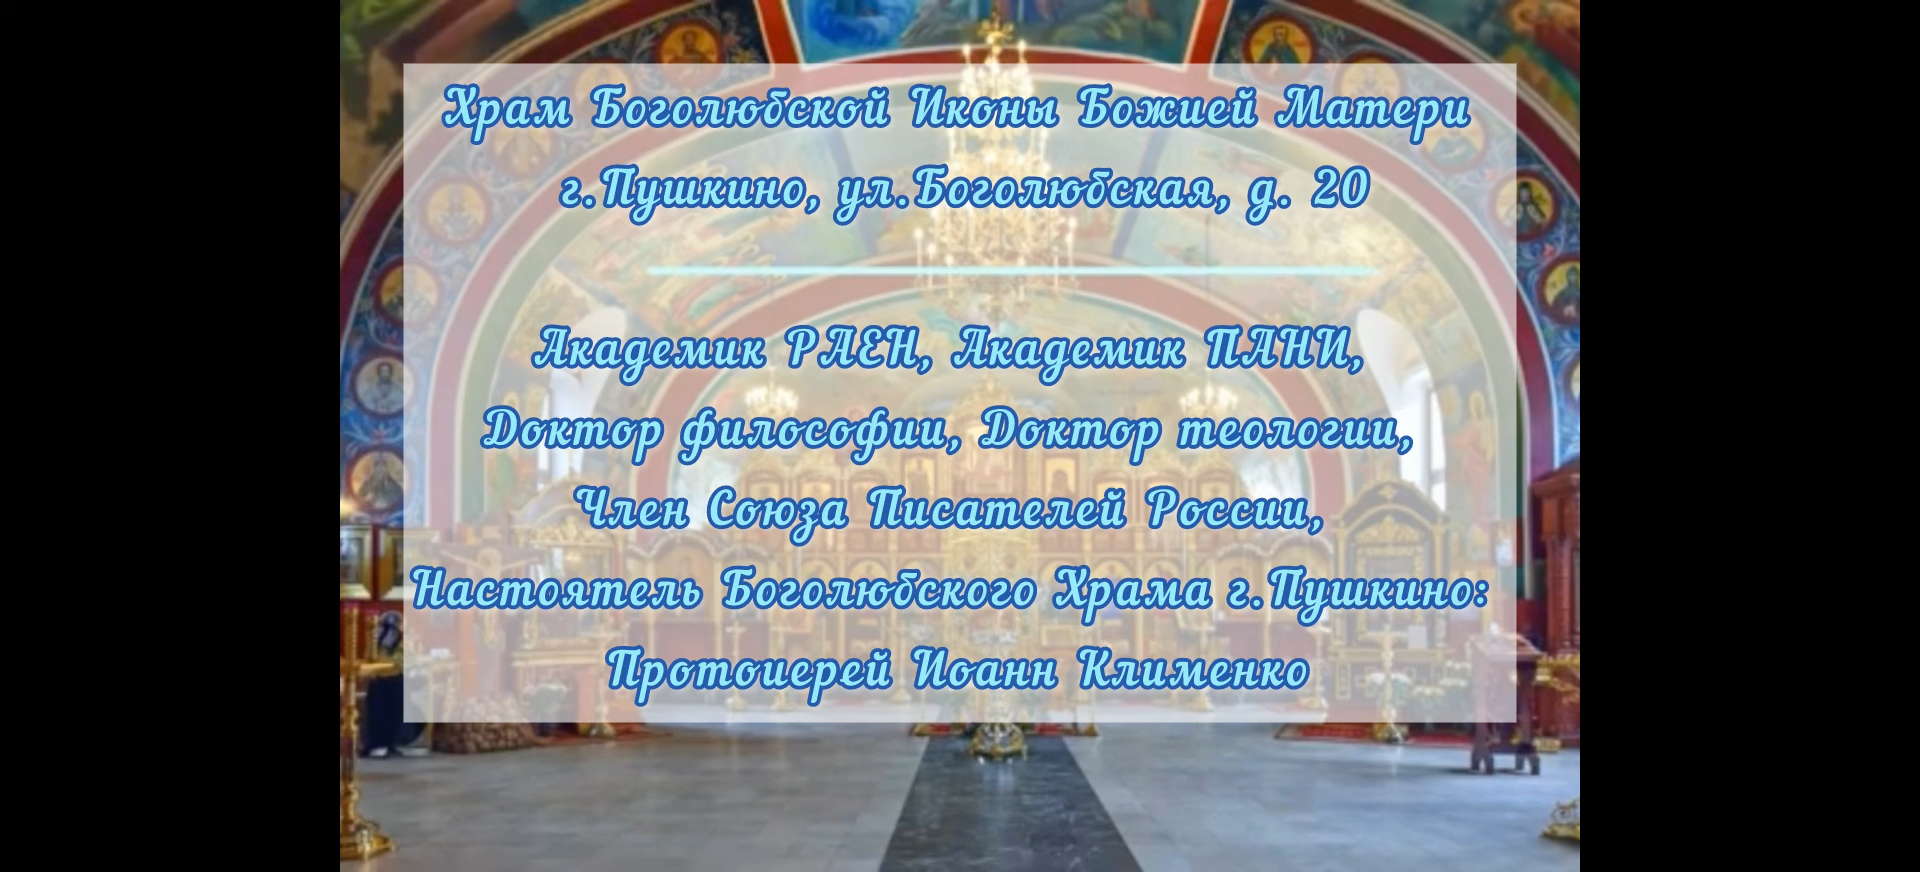 Храм Боголюбской Иконы Божией Матери
г.Пушкино, ул.Боголюбская, д. 20
Академик РАЕН, Академик ПАНИ,
Доктор философии, Доктор теологии,
Член Союза Писателей России,
Настоятель Боголюбского Храма г.Пушкино:
Протоиерей Иоанн Клименко